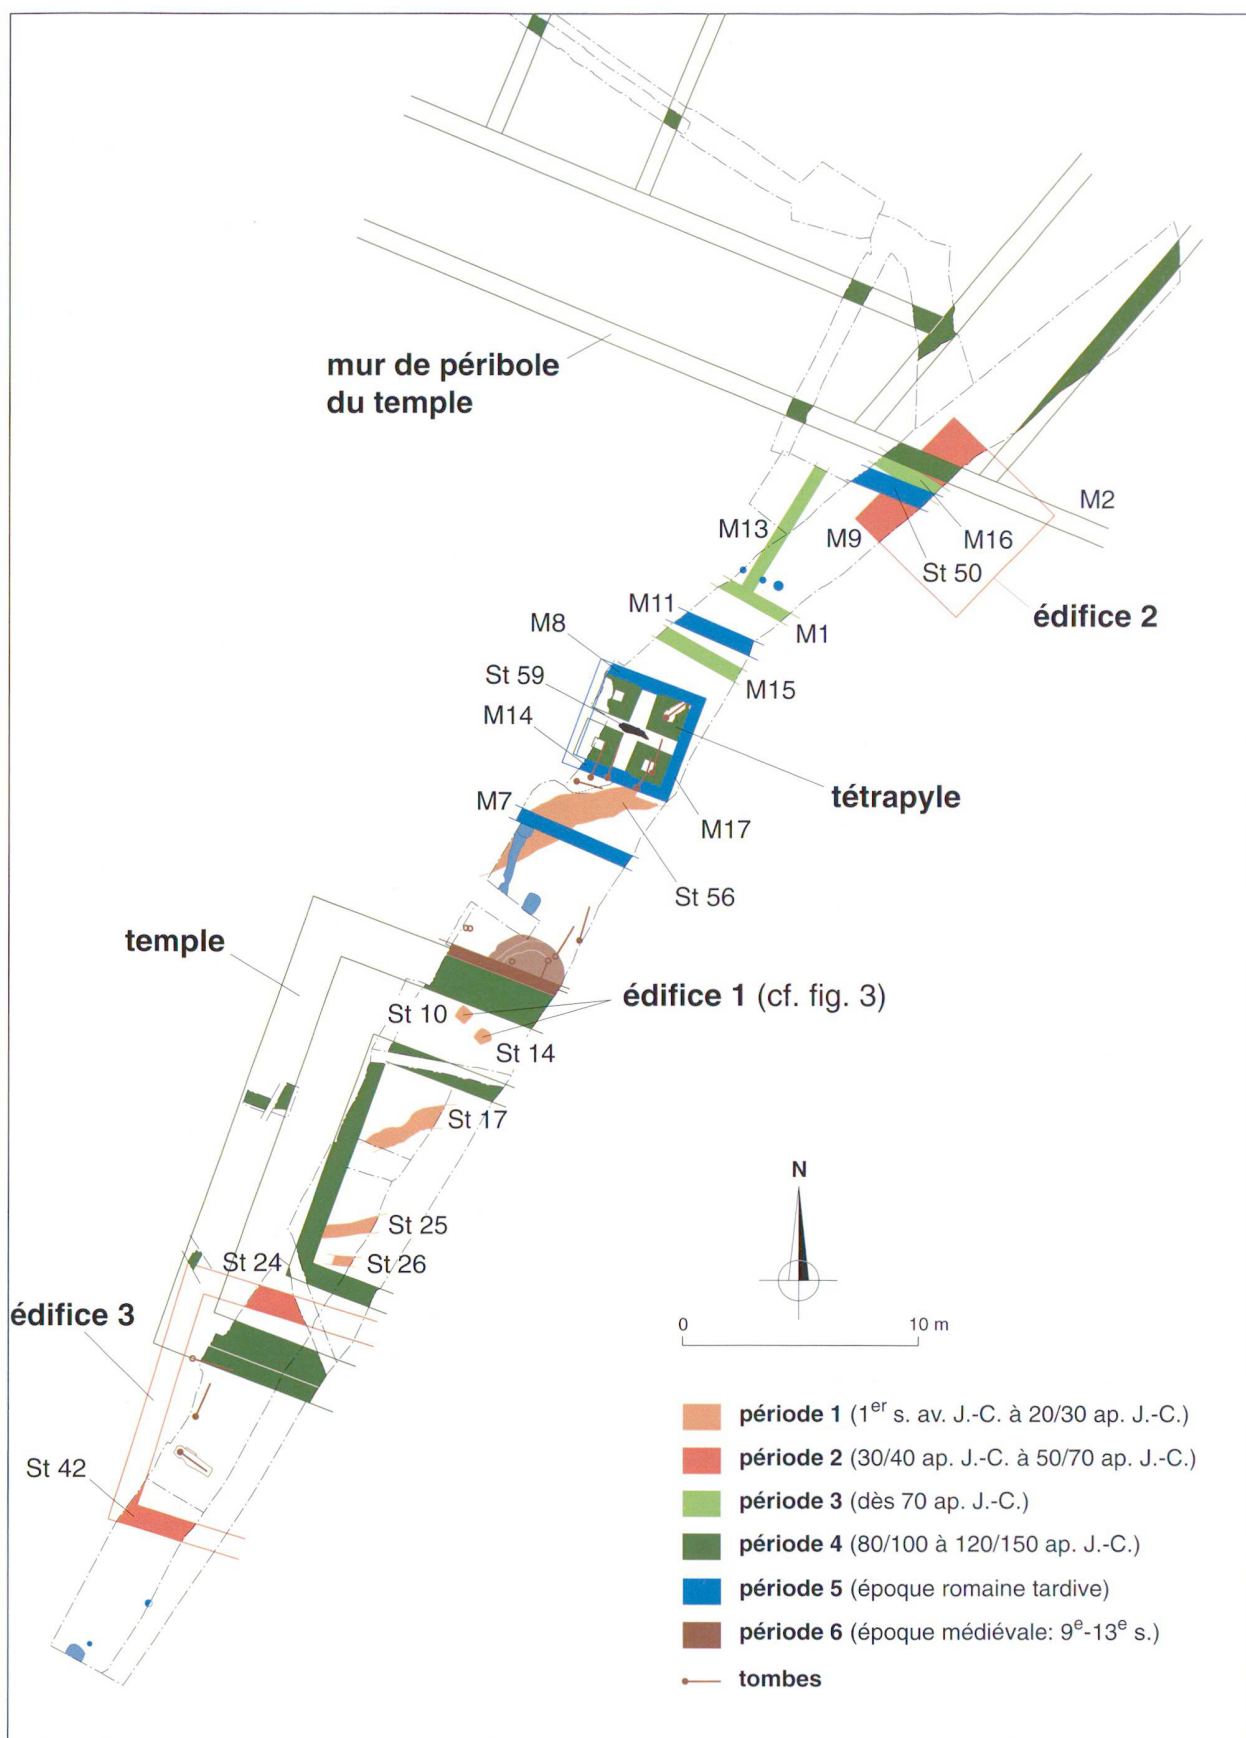 mur de péribole
du temple
M2
M13
M9
M16
St 50
édifice 2
M11
M1
M8
St 59
M15
M14
tétrapyle
M7
M17
St 56
temple
édifice 1 (cf. fig. 3)
St 10
St 14
St 17
N
St 25
St 24
St 26
édifice 3
0 10 m
période 1 (1er s. av. J.-C. à 20/30 ap. J.-C.)
période 2 (30/40 ap. J.-C. à 50/70 ap. J.-C.)
St 42
période 3 (dès 70 ap. J.-C.)
période 4 (80/100 à 120/150 ap. J.-C.)
période 5 (époque romaine tardive)
période 6 (époque médiévale: 9e-13e s.)
tombes